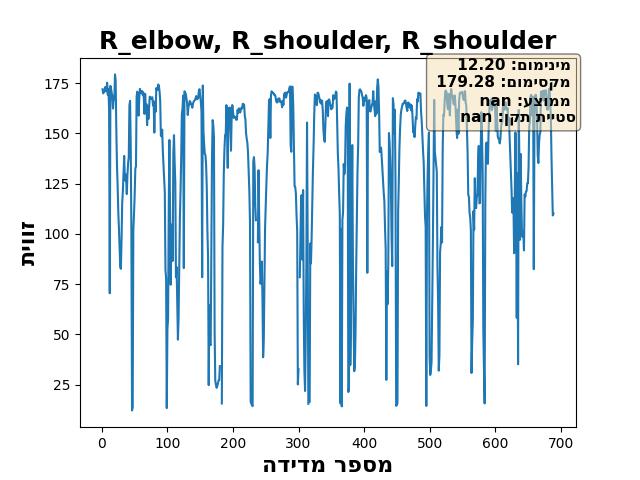 R_elbow, R_shoulder, R_shoulder
מינימום: 12.20
מקסימום: 179.28
ממוצע: nan
סטיית תקן: nan
175
150
125
100
75
50
25
זווית
0 100 200 300 400 500 600 700
מספר מדידה